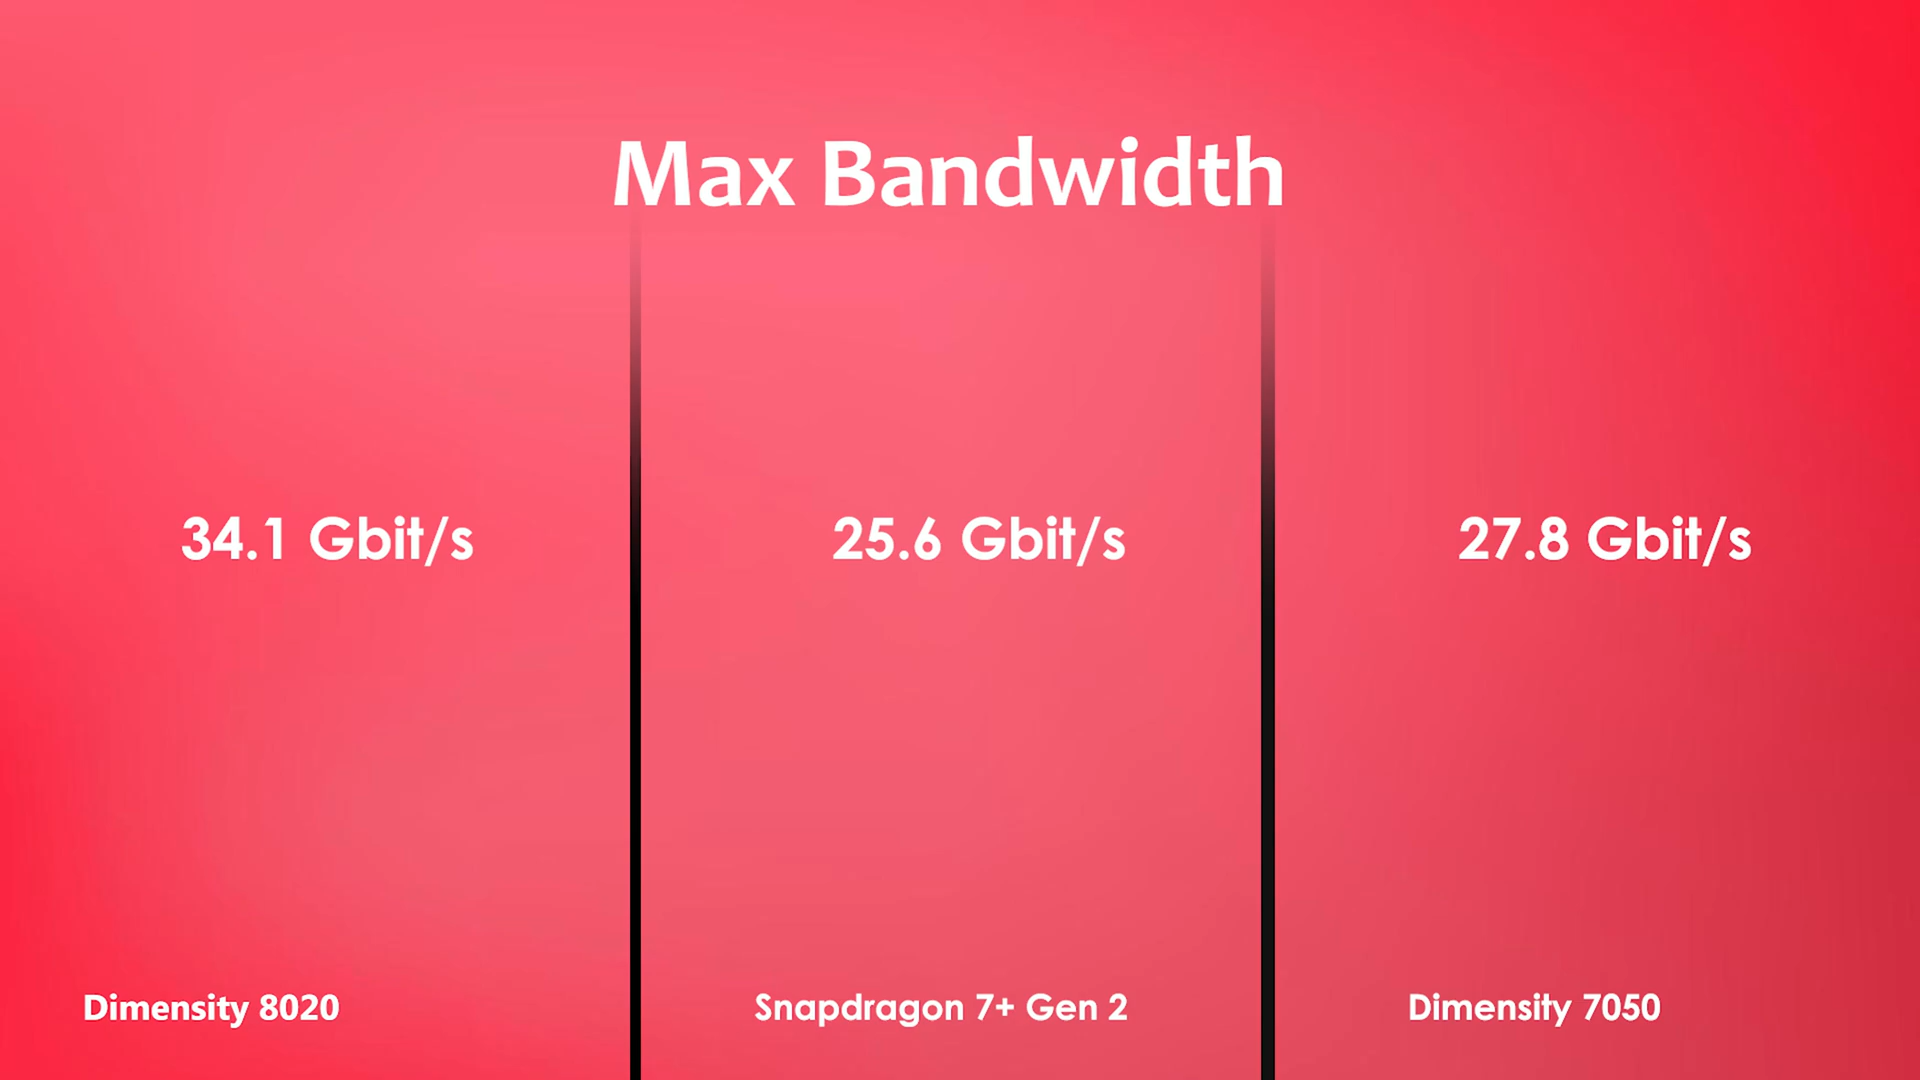 Max Bandwidth
34.1 Gbit/s
25.6 Gbit/s
27.8 Gbit/s
Dimensity 8020
Snapdragon 7+ Gen 2
Dimensity 7050